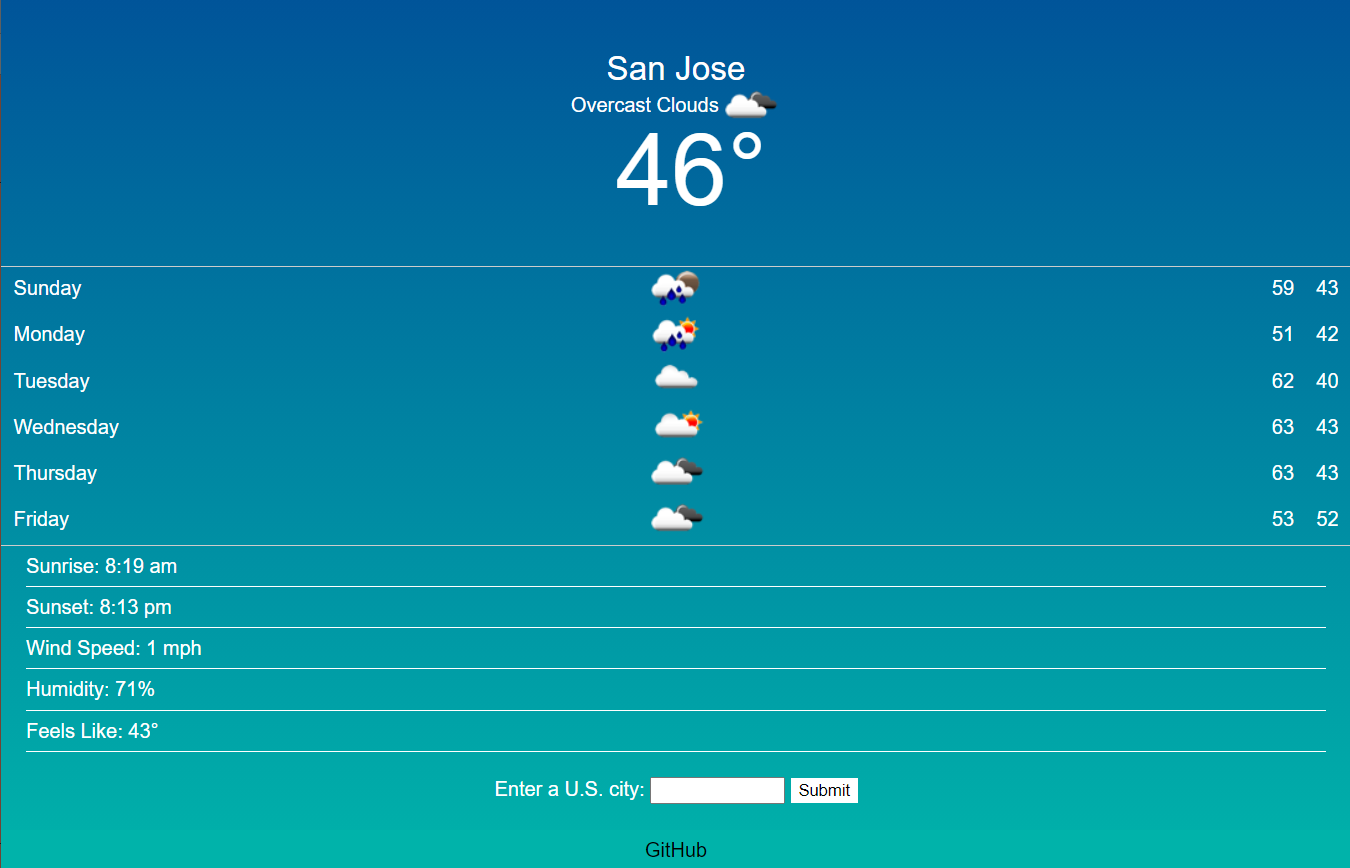 San Jose
Overcast Clouds
46°
Sunday 59 43
Monday 51 42
Tuesday 62 40
Wednesday 63 43
Thursday 63 43
Friday 53 52
Sunrise: 8:19 am
Sunset: 8:13 pm
Wind Speed: 1 mph
Humidity: 71%
Feels Like: 43°
Enter a U.S. city: Submit
GitHub